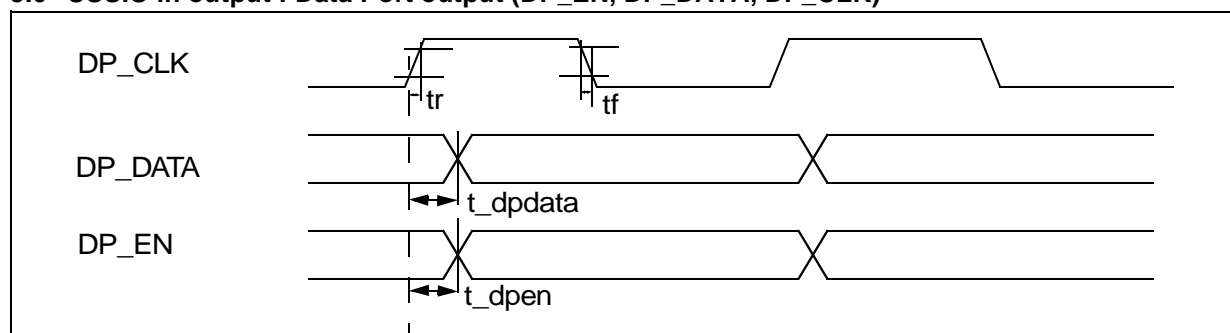 DP_CLK
tr
tf
DP_DATA
t_dpdata
DP_EN
t_dpen